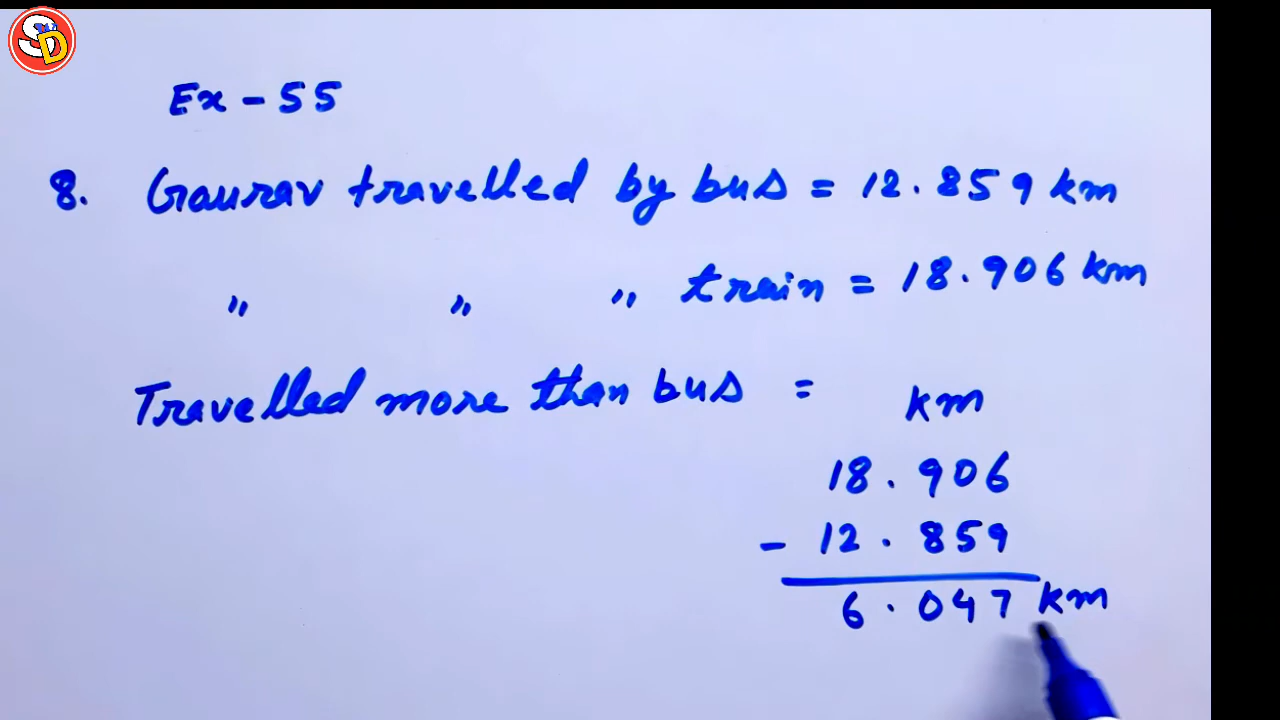 SD
Ex - 55
8. Gaurav travelled by bus = 12.859 km
" " " train = 18.906 km
Travelled more than bus =
km
18.906
- 12.859
6.047 km